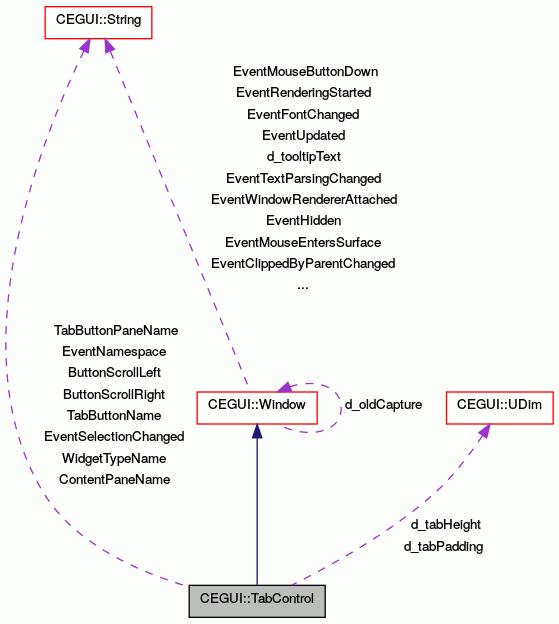 CEGUI::String
EventMouseButtonDown
EventRenderingStarted
EventFontChanged
EventUpdated
d_tooltipText
EventTextParsingChanged
EventWindowRendererAttached
EventHidden
EventMouseEntersSurface
EventClippedByParentChanged
...
TabButtonPaneName
EventNamespace
ButtonScrollLeft
ButtonScrollRight
TabButtonName
EventSelectionChanged
WidgetTypeName
ContentPaneName
CEGUI::Window
d_oldCapture
CEGUI::UDim
d_tabHeight
d_tabPadding
CEGUI::TabControl